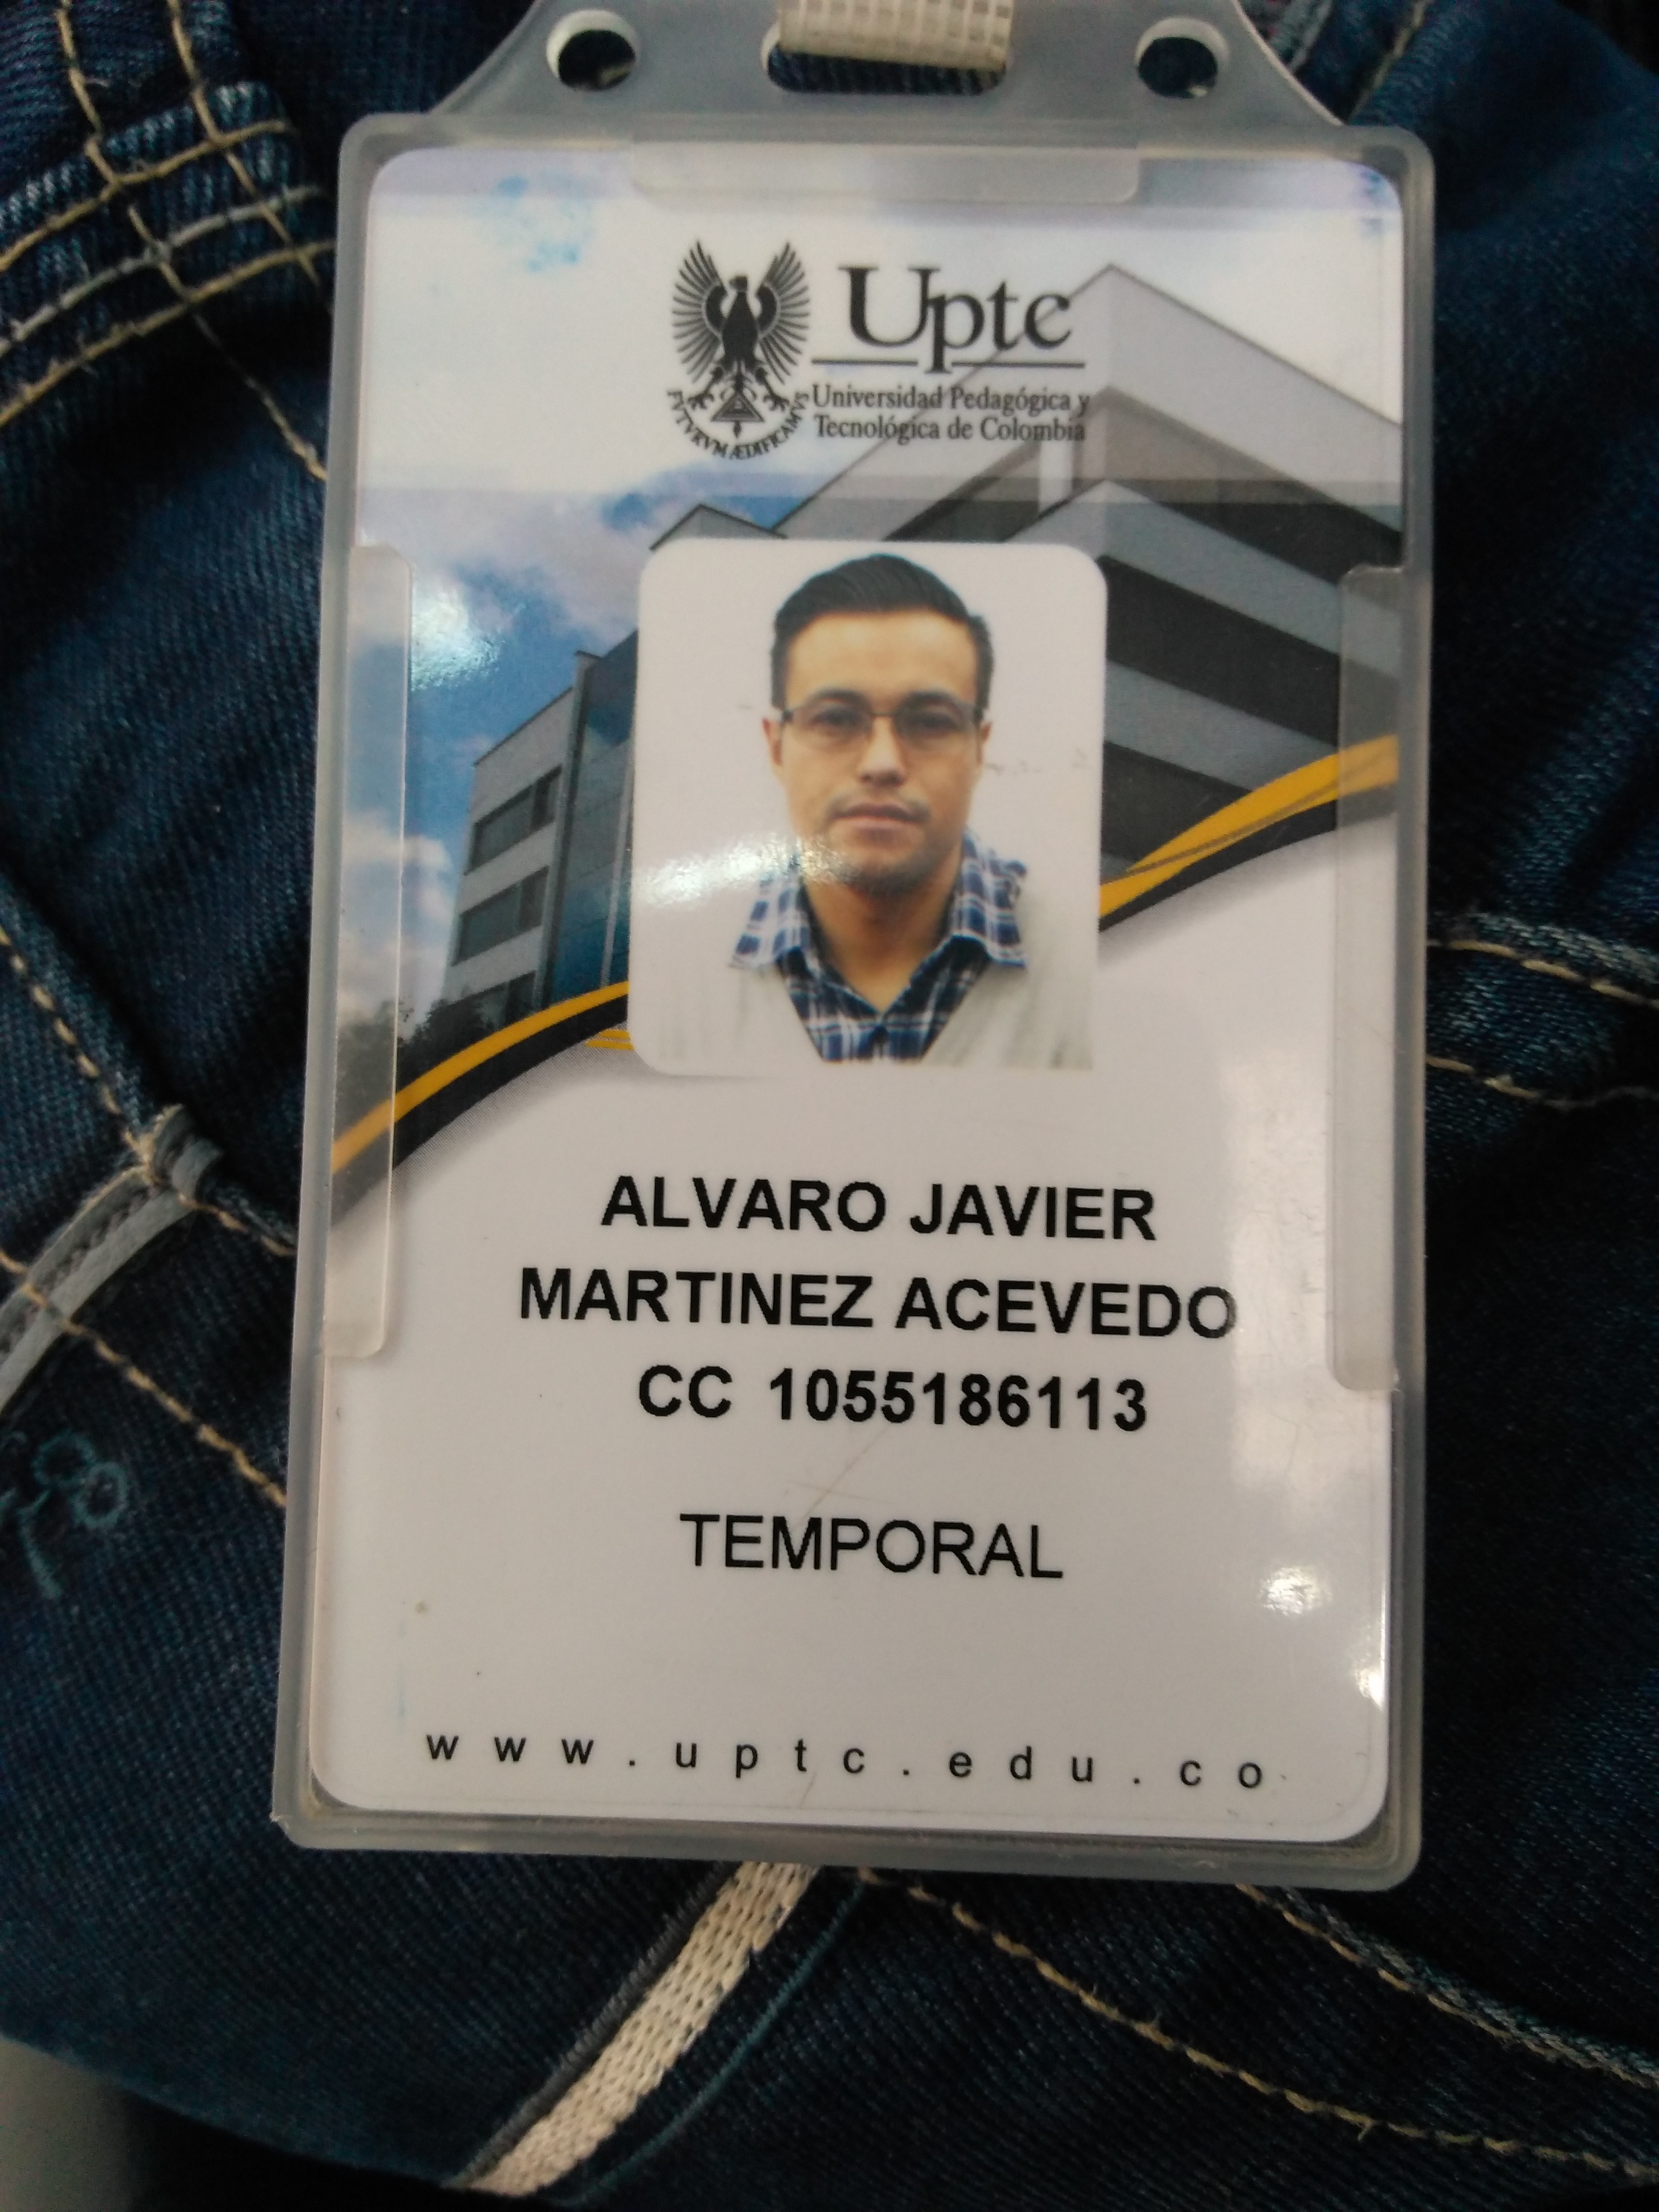 Uptc
Universidad Pedagógica y
Tecnológica de Colombia
FVTVRVM ÆDIFICAMVS
ALVARO JAVIER
MARTINEZ ACEVEDO
CC 1055186113
TEMPORAL
www.uptc.edu.co